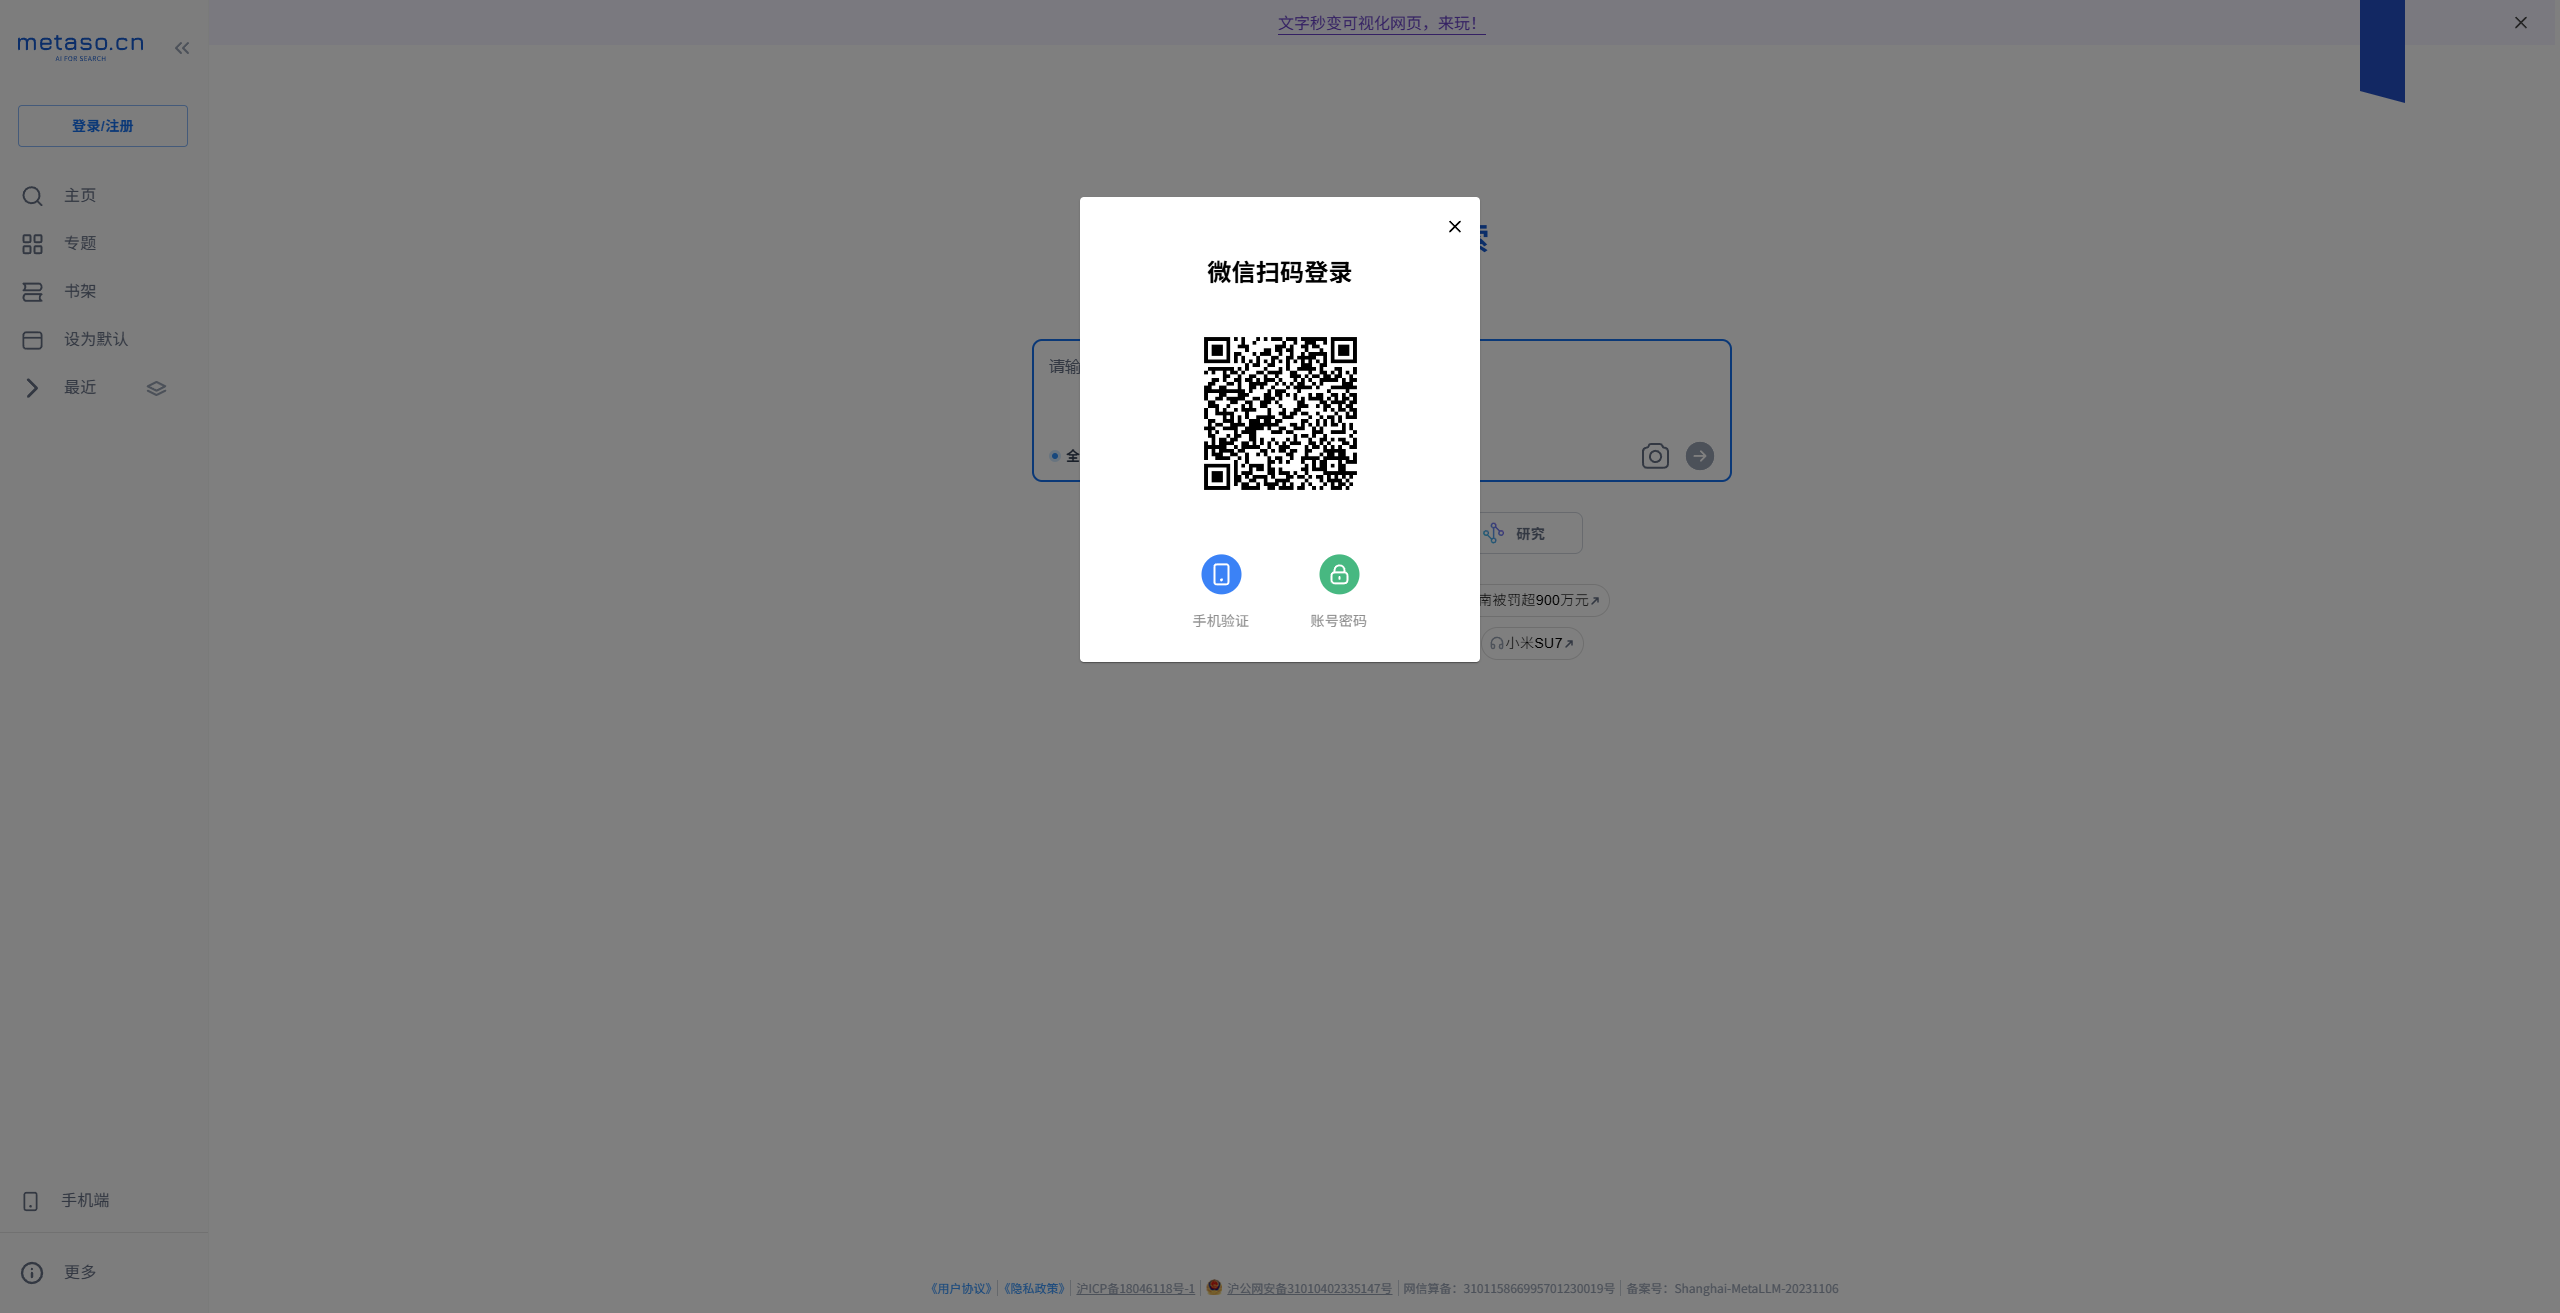 文字秒变可视化网页，来玩！
metaso.cn
AI FOR SEARCH
登录/注册
主页
专题
书架
设为默认
最近
微信扫码登录
请输
全
研究
手机验证
账号密码
南被罚超900万元
小米SU7
手机端
更多
《用户协议》 《隐私政策》 沪ICP备18046118号-1 沪公网安备31010402335147号 网信算备：310115866995701230019号 备案号：Shanghai-MetaLLM-20231106